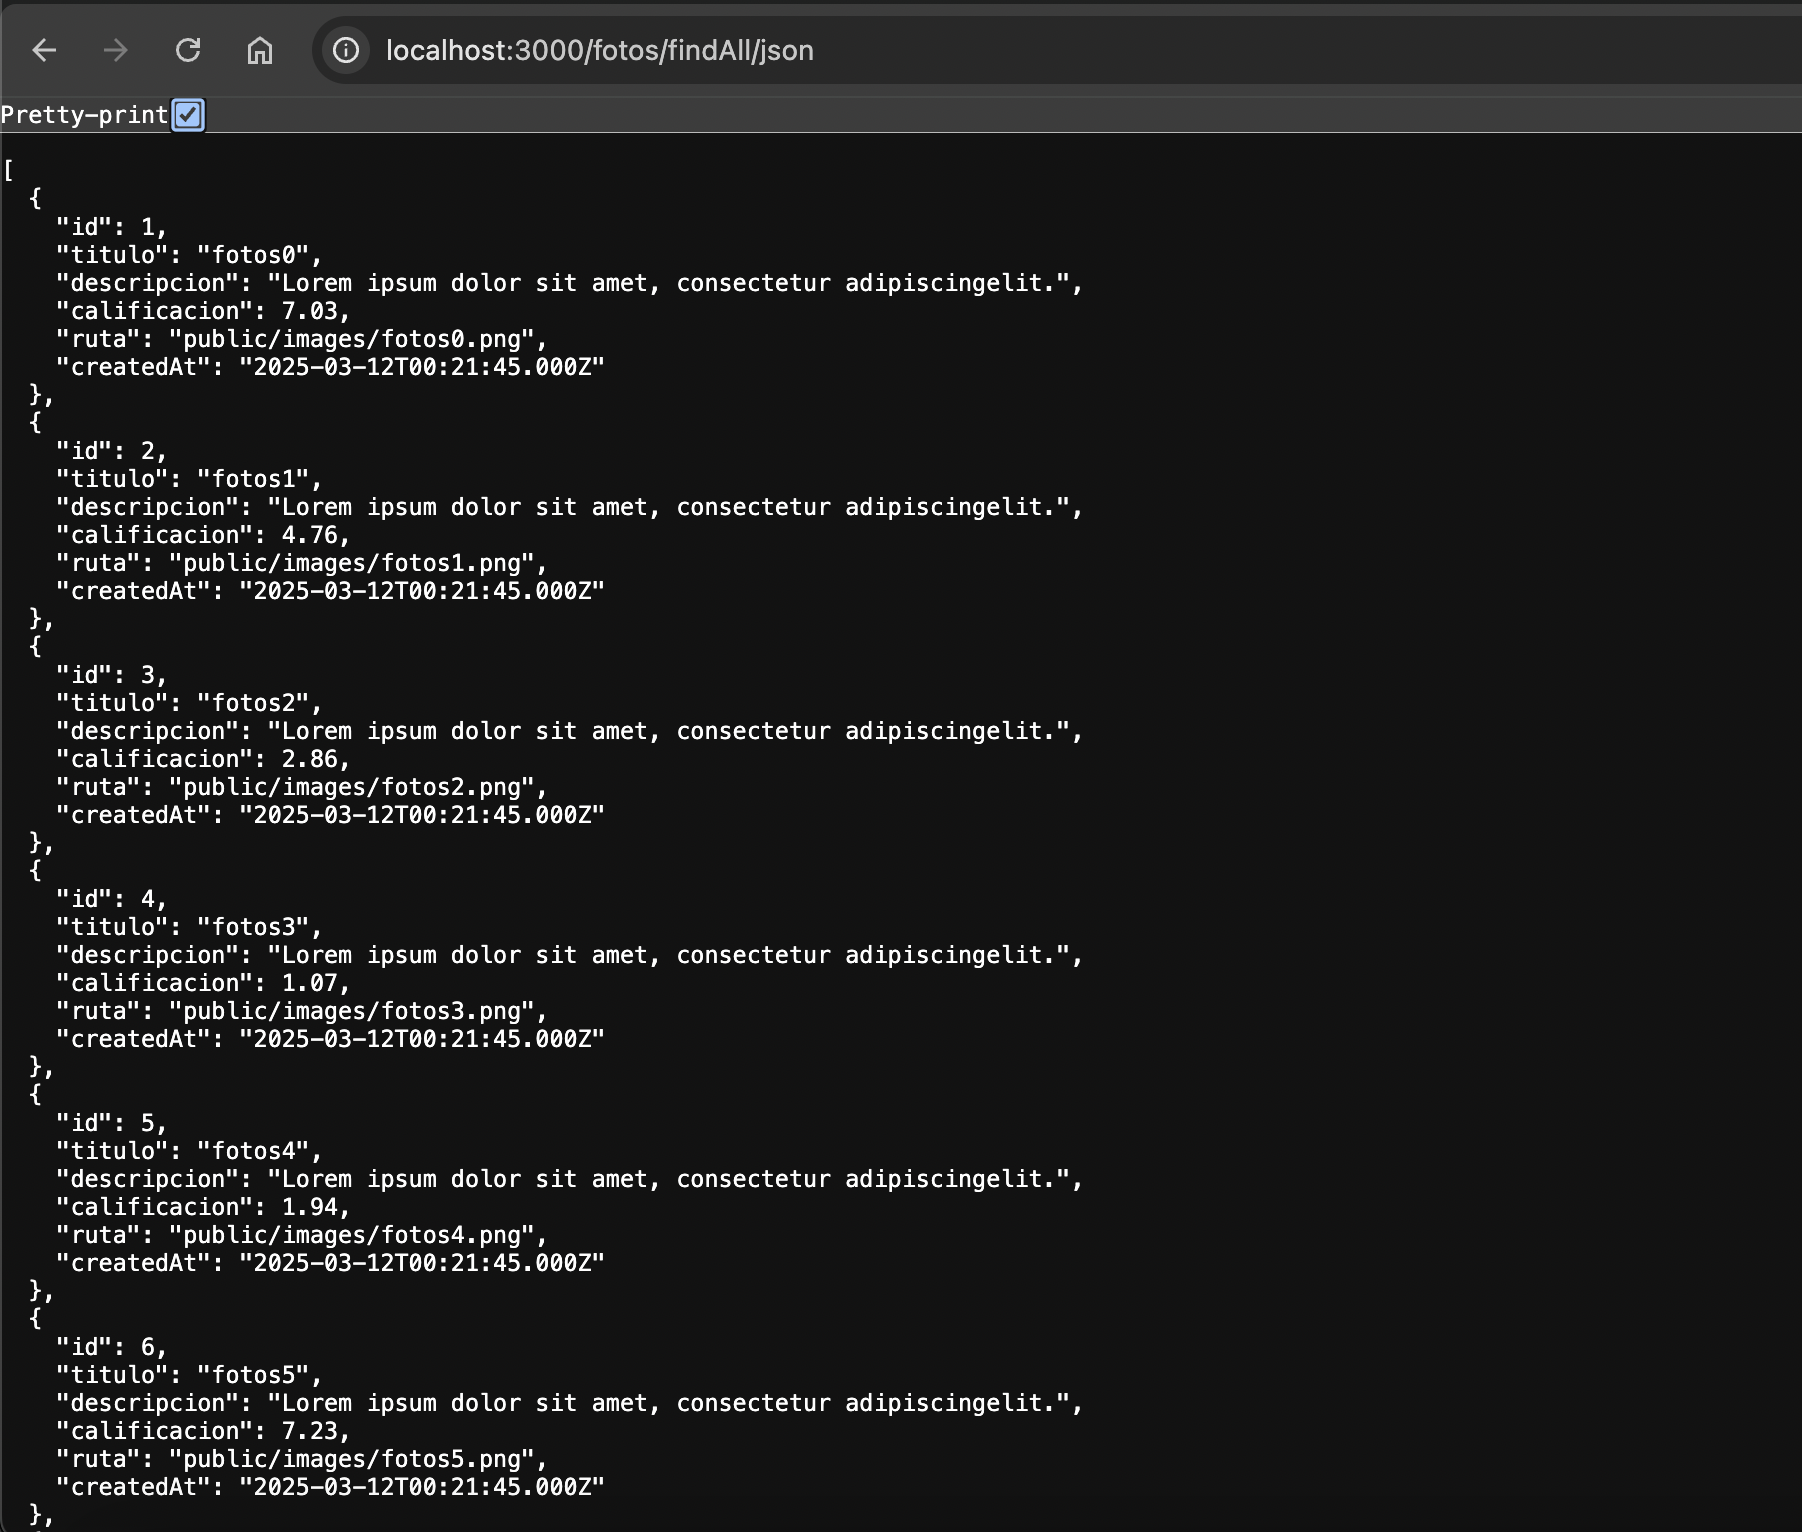 localhost:3000/fotos/findAll/json
Pretty-print
[
  {
    "id": 1,
    "titulo": "fotos0",
    "descripcion": "Lorem ipsum dolor sit amet, consectetur adipiscingelit.",
    "calificacion": 7.03,
    "ruta": "public/images/fotos0.png",
    "createdAt": "2025-03-12T00:21:45.000Z"
  },
  {
    "id": 2,
    "titulo": "fotos1",
    "descripcion": "Lorem ipsum dolor sit amet, consectetur adipiscingelit.",
    "calificacion": 4.76,
    "ruta": "public/images/fotos1.png",
    "createdAt": "2025-03-12T00:21:45.000Z"
  },
  {
    "id": 3,
    "titulo": "fotos2",
    "descripcion": "Lorem ipsum dolor sit amet, consectetur adipiscingelit.",
    "calificacion": 2.86,
    "ruta": "public/images/fotos2.png",
    "createdAt": "2025-03-12T00:21:45.000Z"
  },
  {
    "id": 4,
    "titulo": "fotos3",
    "descripcion": "Lorem ipsum dolor sit amet, consectetur adipiscingelit.",
    "calificacion": 1.07,
    "ruta": "public/images/fotos3.png",
    "createdAt": "2025-03-12T00:21:45.000Z"
  },
  {
    "id": 5,
    "titulo": "fotos4",
    "descripcion": "Lorem ipsum dolor sit amet, consectetur adipiscingelit.",
    "calificacion": 1.94,
    "ruta": "public/images/fotos4.png",
    "createdAt": "2025-03-12T00:21:45.000Z"
  },
  {
    "id": 6,
    "titulo": "fotos5",
    "descripcion": "Lorem ipsum dolor sit amet, consectetur adipiscingelit.",
    "calificacion": 7.23,
    "ruta": "public/images/fotos5.png",
    "createdAt": "2025-03-12T00:21:45.000Z"
  },